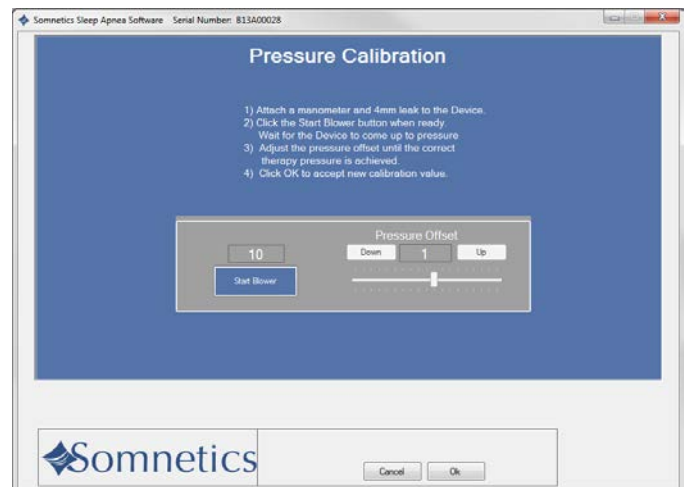 Somnetics Sleep Apnea Software Serial Number: 813A00028
Pressure Calibration
1) Attach a manometer and 4mm leak to the Device.
2) Click the Start Blower button when ready.
Wait for the Device to come up to pressure
3) Adjust the pressure offset until the correct
therapy pressure is achieved.
4) Click OK to accept new calibration value.
Pressure Offset
10
Down 1 Up
Start Blower
Somnetics
Cancel Ok